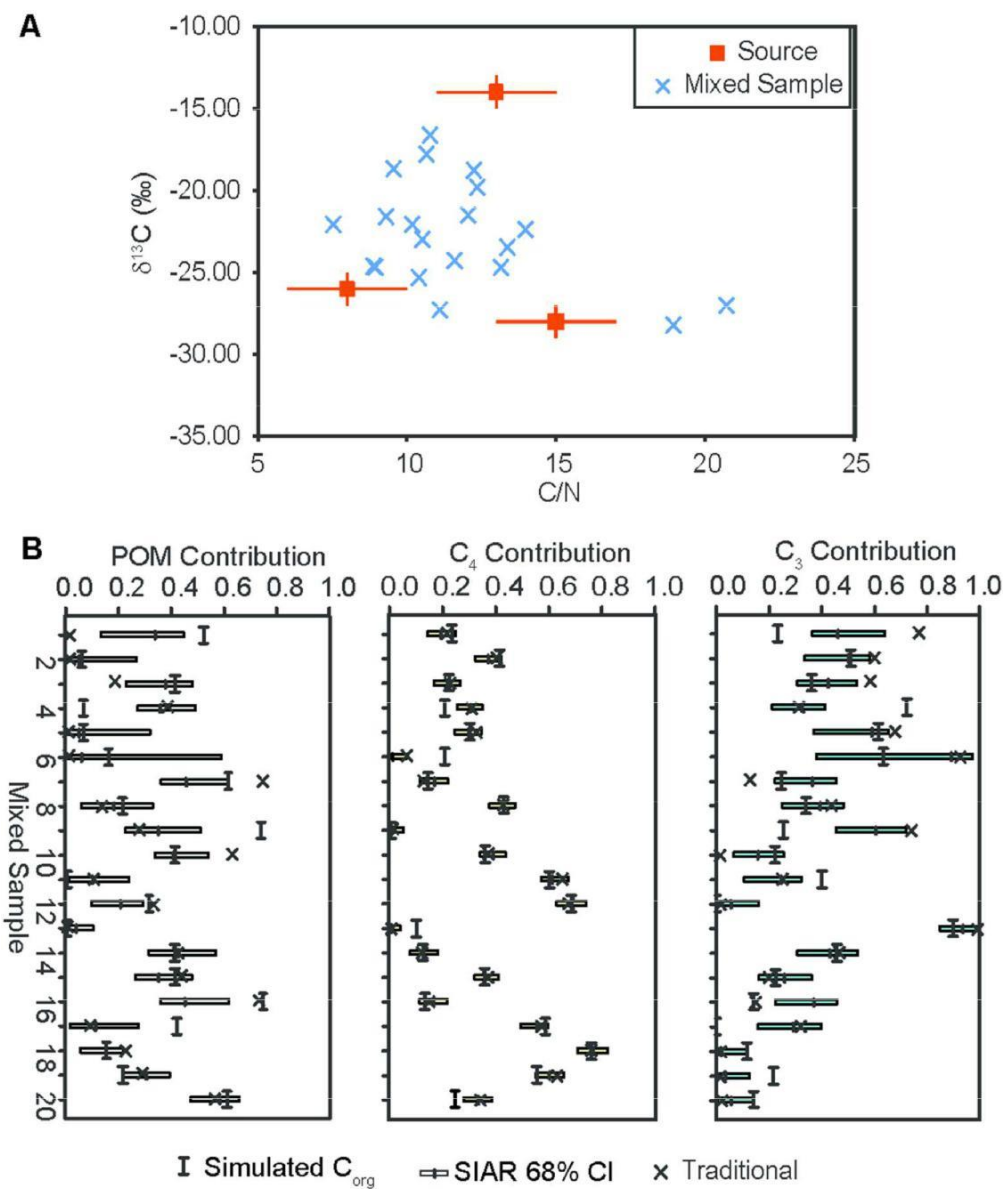 A
-10.00
-15.00
-20.00
-25.00
-30.00
-35.00
δ13C (‰)
Source
Mixed Sample
5 10 15 20 25
C/N
B
POM Contribution
0.0 0.2 0.4 0.6 0.8 1.0
C4 Contribution
0.0 0.2 0.4 0.6 0.8 1.0
C3 Contribution
0.0 0.2 0.4 0.6 0.8 1.0
Mixed Sample
2
4
6
8
10
12
14
16
18
20
Simulated Corg
SIAR 68% CI
Traditional